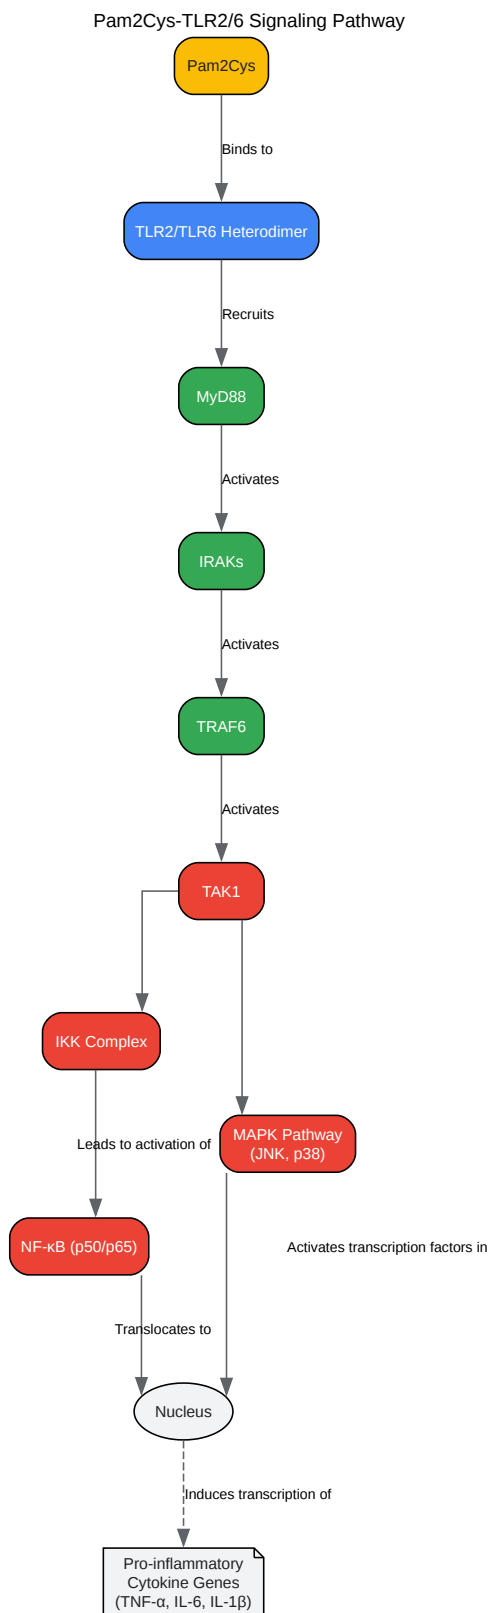 Pam2Cys-TLR2/6 Signaling Pathway
Pam2Cys
Binds to
TLR2/TLR6 Heterodimer
Recruits
MyD88
Activates
IRAKs
Activates
TRAF6
Activates
TAK1
IKK Complex
MAPK Pathway
(JNK, p38)
Leads to activation of
NF-κB (p50/p65)
Activates transcription factors in
Translocates to
Nucleus
Induces transcription of
Pro-inflammatory
Cytokine Genes
(TNF-α, IL-6, IL-1β)